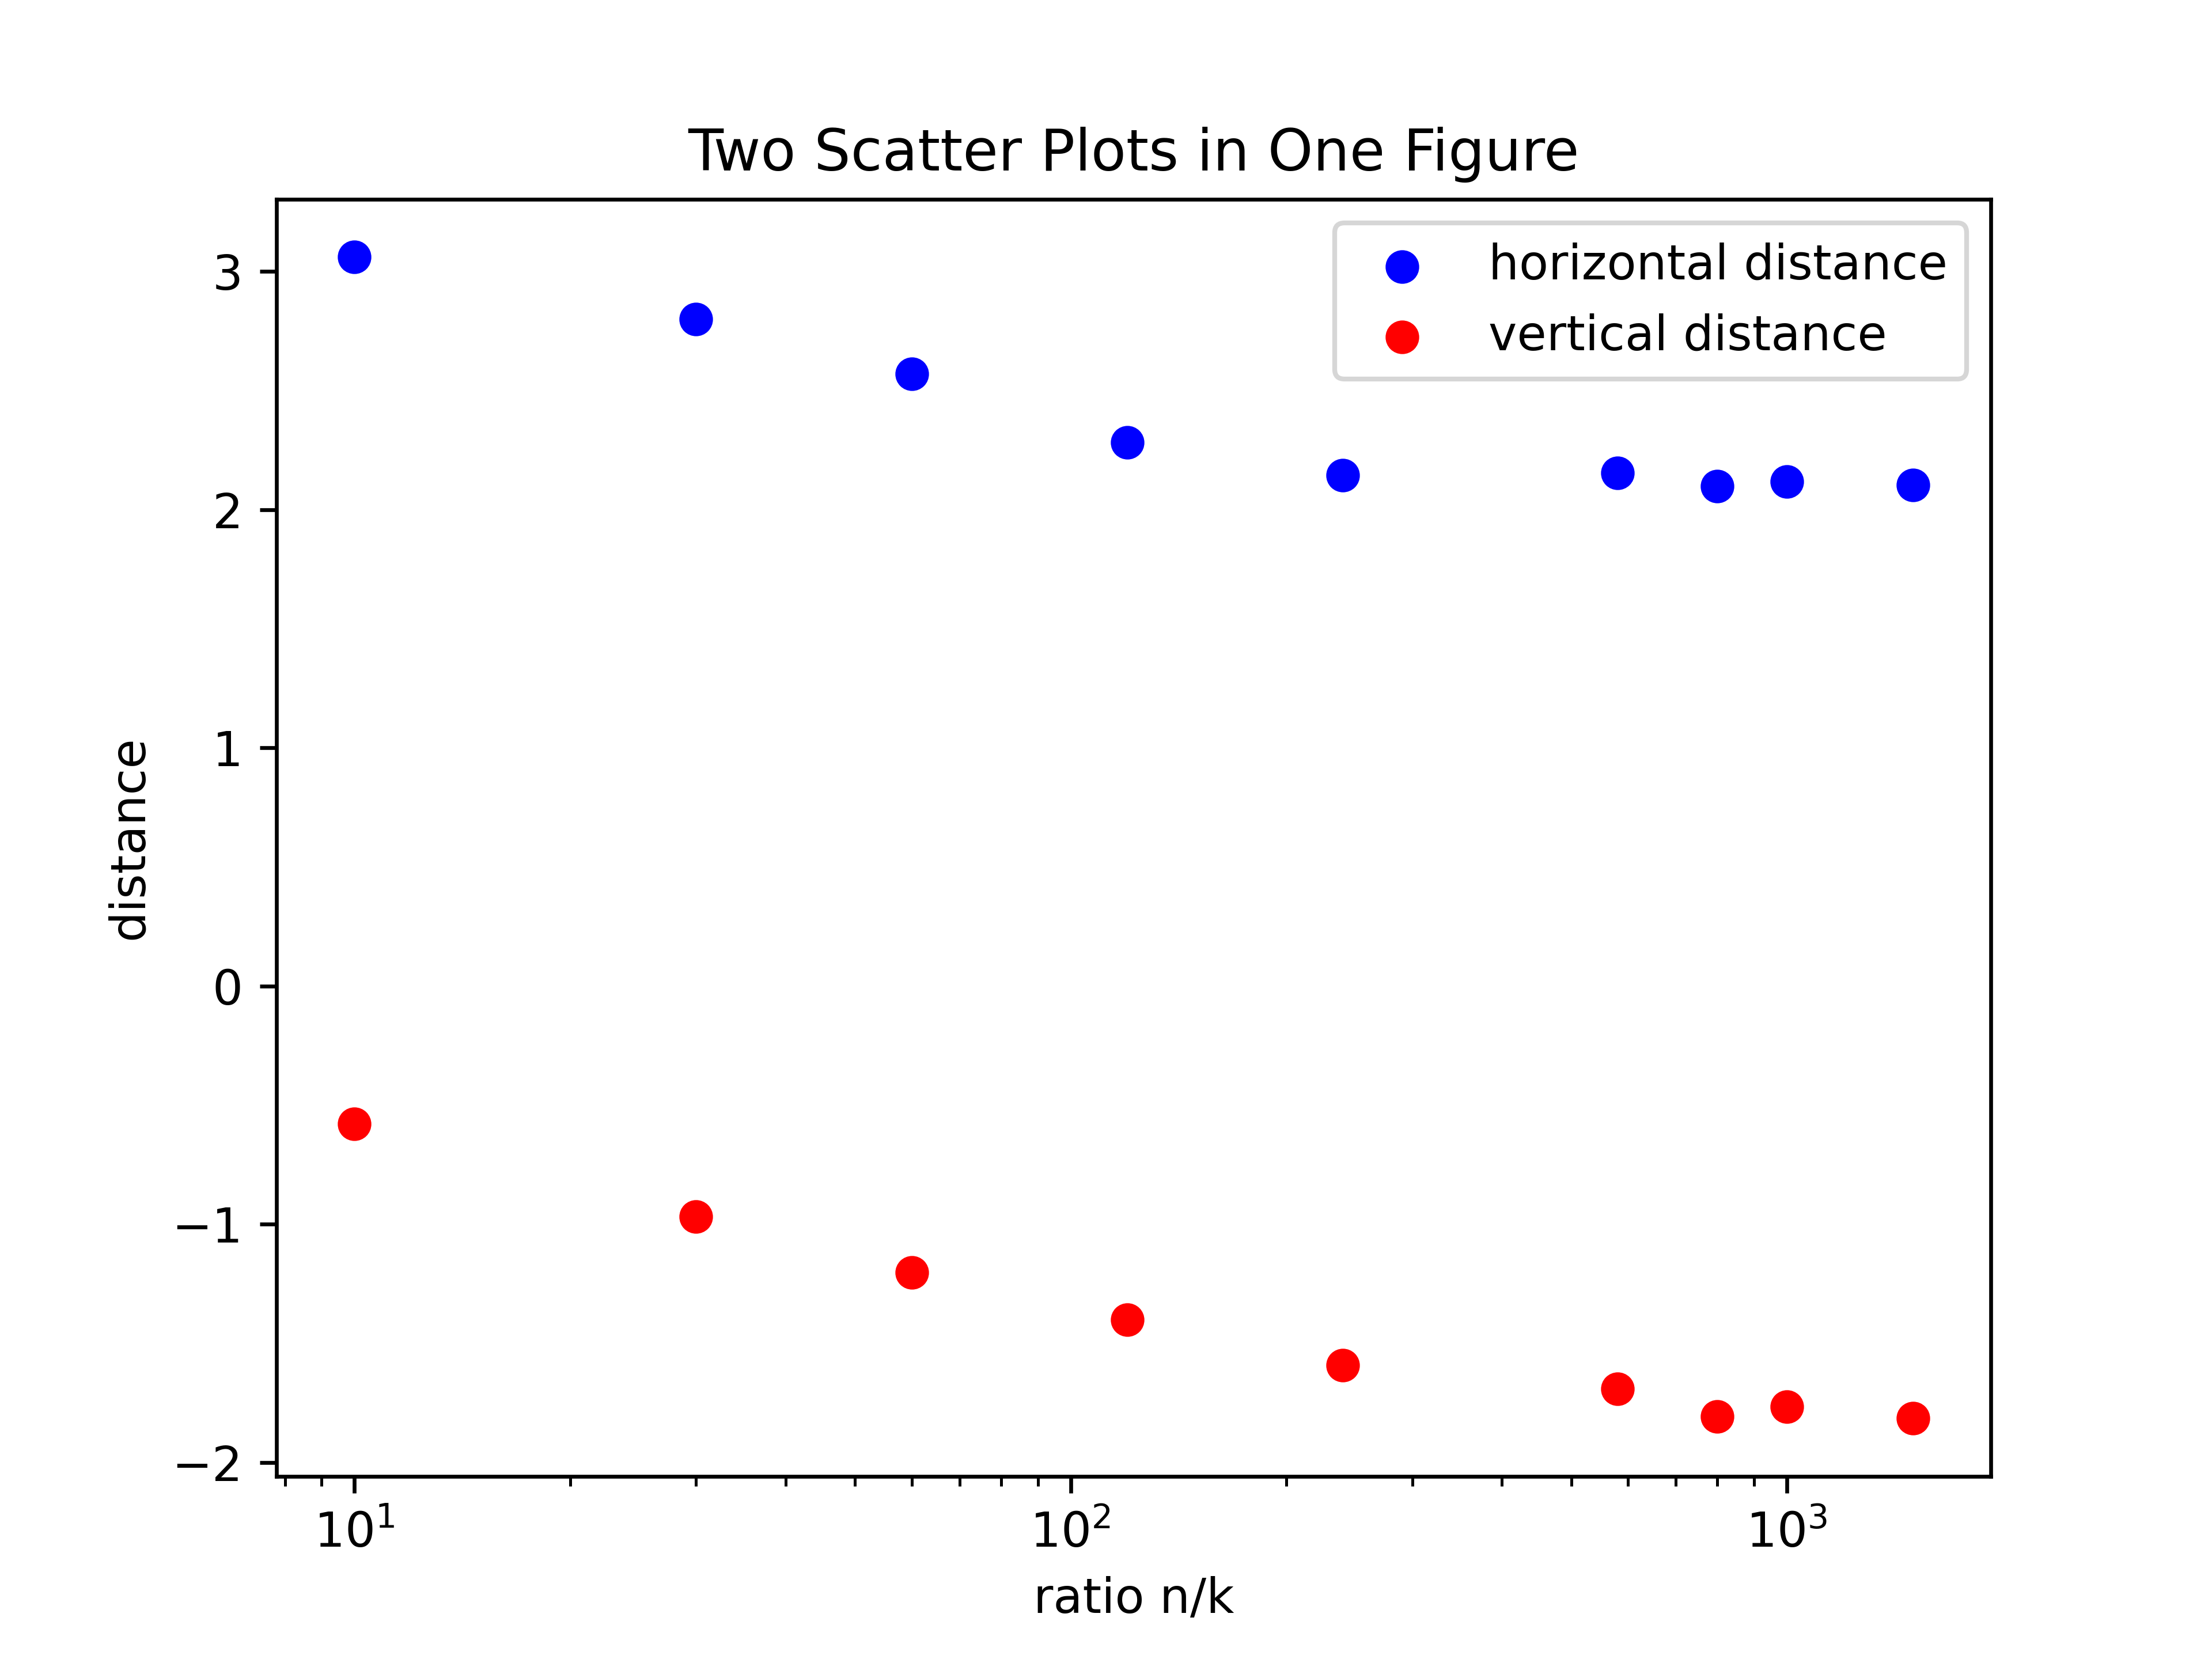 Two Scatter Plots in One Figure
horizontal distance
vertical distance
3
2
1
0
−1
−2
distance
10¹ 10² 10³
ratio n/k